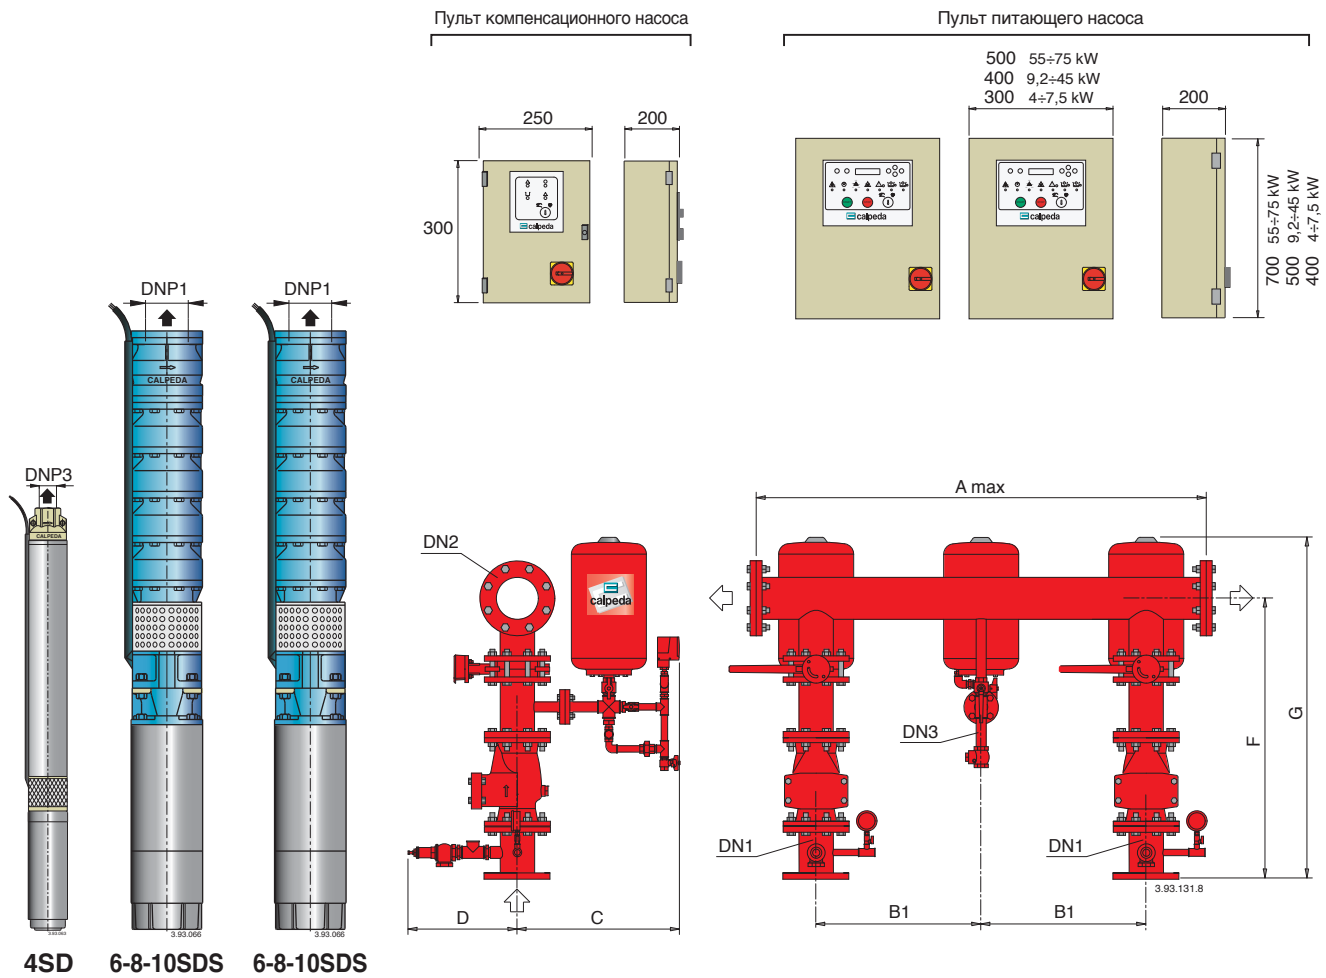 Пульт компенсационного насоса
Пульт питающего насоса
500 55÷75 kW
400 9,2÷45 kW
300 4÷7,5 kW
250
200
200
300
calpeda
calpeda
calpeda
700 55÷75 kW
500 9,2÷45 kW
400 4÷7,5 kW
DNP1
DNP1
CALPEDA
CALPEDA
DNP3
CALPEDA
A max
DN2
calpeda
DN3
G
F
DN1
DN1
3.93.131.8
D
C
B1
B1
3.93.066
3.93.066
4SD
6-8-10SDS
6-8-10SDS